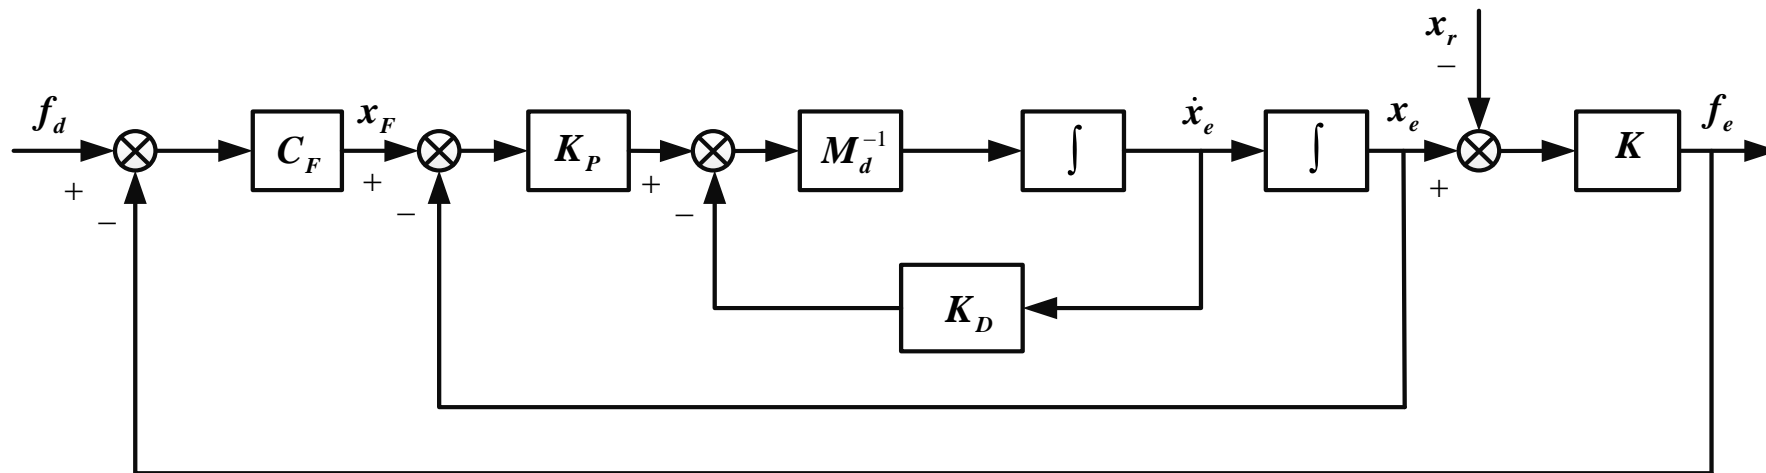 x_r
−
f_d
C_F
x_F
K_P
M_d^{-1}
∫
ẋ_e
∫
x_e
K
f_e
+
−
+
−
+
−
+
K_D